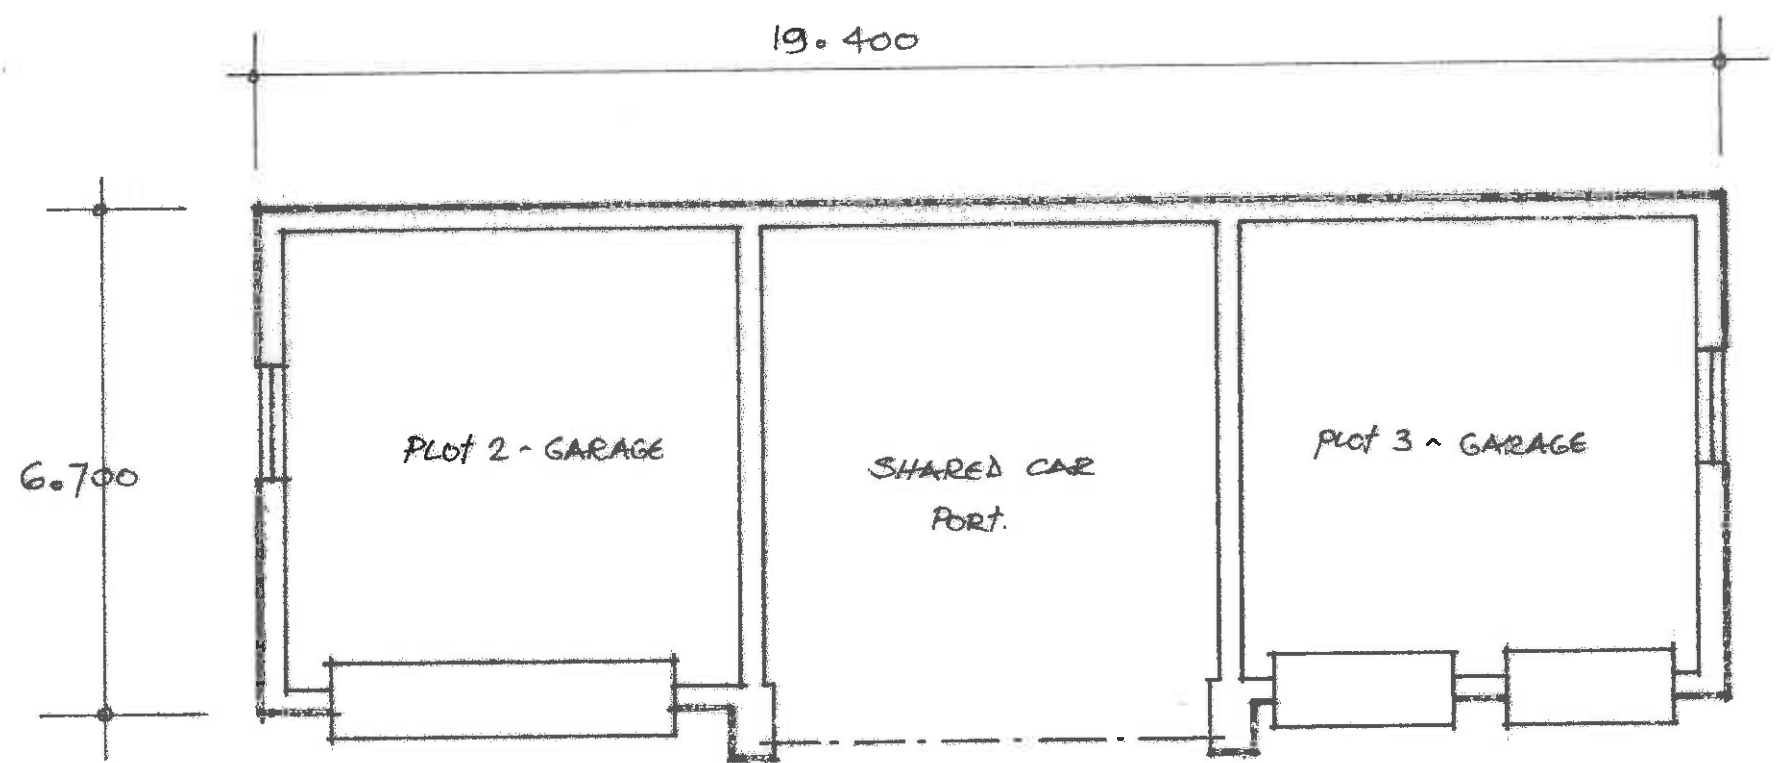 19.400
6.700
PLOt 2 - GARAGE
SHARED CAR
PORt.
PLOt 3 - GARAGE